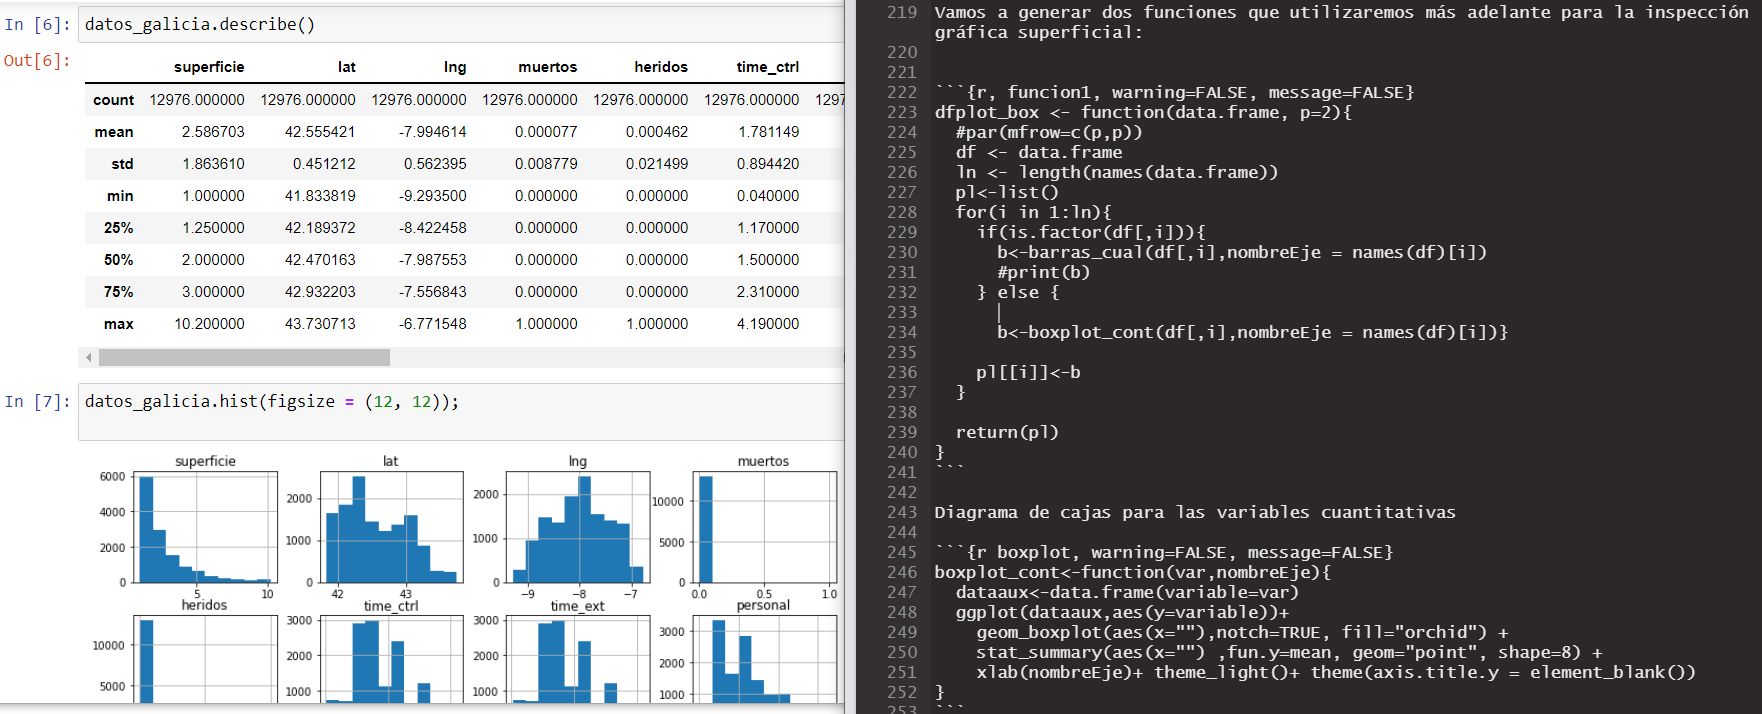 In [6]: datos_galicia.describe()
Out[6]:
superficie lat lng muertos heridos time_ctrl
count 12976.000000 12976.000000 12976.000000 12976.000000 12976.000000 12976.000000 1297
mean 2.586703 42.555421 -7.994614 0.000077 0.000462 1.781149
std 1.863610 0.451212 0.562395 0.008779 0.021499 0.894420
min 1.000000 41.833819 -9.293500 0.000000 0.000000 0.040000
25% 1.250000 42.189372 -8.422458 0.000000 0.000000 1.170000
50% 2.000000 42.470163 -7.987553 0.000000 0.000000 1.500000
75% 3.000000 42.932203 -7.556843 0.000000 0.000000 2.310000
max 10.200000 43.730713 -6.771548 1.000000 1.000000 4.190000
In [7]: datos_galicia.hist(figsize = (12, 12));
superficie
6000
4000
2000
0
5 10
lat
2000
1000
0
42 43
lng
2000
1000
0
-9 -8 -7
muertos
10000
5000
0
0.0 0.5 1.0
heridos
10000
5000
time_ctrl
3000
2000
1000
time_ext
3000
2000
1000
personal
3000
2000
1000
219 Vamos a generar dos funciones que utilizaremos más adelante para la inspección
gráfica superficial:
220
221
222 ```{r, funcion1, warning=FALSE, message=FALSE}
223 dfplot_box <- function(data.frame, p=2){
224 #par(mfrow=c(p,p))
225 df <- data.frame
226 ln <- length(names(data.frame))
227 pl<-list()
228 for(i in 1:ln){
229 if(is.factor(df[,i])){
230 b<-barras_cual(df[,i],nombreEje = names(df)[i])
231 #print(b)
232 } else {
233
234 b<-boxplot_cont(df[,i],nombreEje = names(df)[i])}
235
236 pl[[i]]<-b
237 }
238
239 return(pl)
240 }
241 ```
242
243 Diagrama de cajas para las variables cuantitativas
244
245 ```{r boxplot, warning=FALSE, message=FALSE}
246 boxplot_cont<-function(var,nombreEje){
247 dataaux<-data.frame(variable=var)
248 ggplot(dataaux,aes(y=variable))+
249 geom_boxplot(aes(x=""),notch=TRUE, fill="orchid") +
250 stat_summary(aes(x="") ,fun.y=mean, geom="point", shape=8) +
251 xlab(nombreEje)+ theme_light()+ theme(axis.title.y = element_blank())
252 }
253 ```